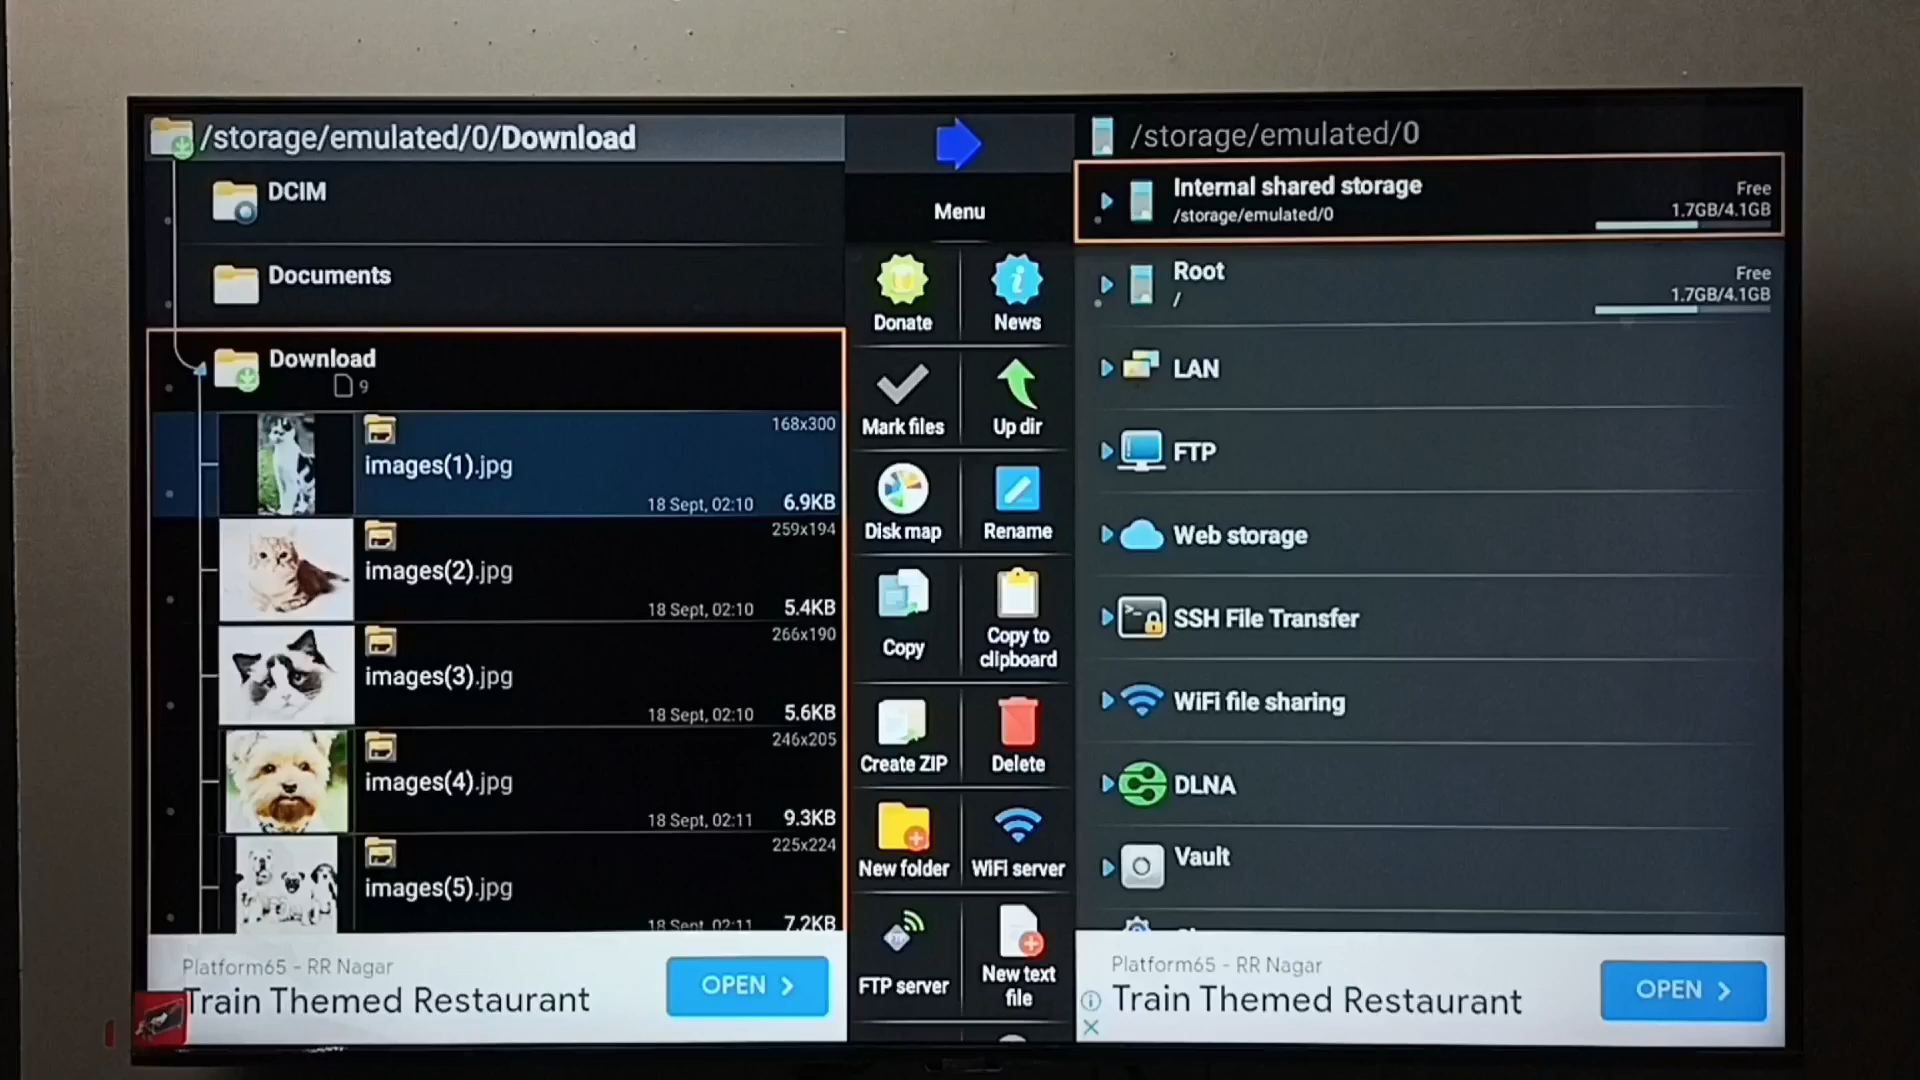 /storage/emulated/0/Download
DCIM
Documents
Download
9
168x300
images(1).jpg
18 Sept, 02:10 6.9KB
259x194
images(2).jpg
18 Sept, 02:10 5.4KB
266x190
images(3).jpg
18 Sept, 02:10 5.6KB
246x205
images(4).jpg
18 Sept, 02:11 9.3KB
225x224
images(5).jpg
18 Sept, 02:11 7.2KB
Platform65 - RR Nagar
Train Themed Restaurant
OPEN
Menu
Donate
News
Mark files
Up dir
Disk map
Rename
Copy
Copy to
clipboard
Create ZIP
Delete
New folder
WiFi server
FTP server
New text
file
/storage/emulated/0
Internal shared storage
/storage/emulated/0
Free
1.7GB/4.1GB
Root
/
Free
1.7GB/4.1GB
LAN
FTP
Web storage
SSH File Transfer
WiFi file sharing
DLNA
Vault
Platform65 - RR Nagar
Train Themed Restaurant
OPEN